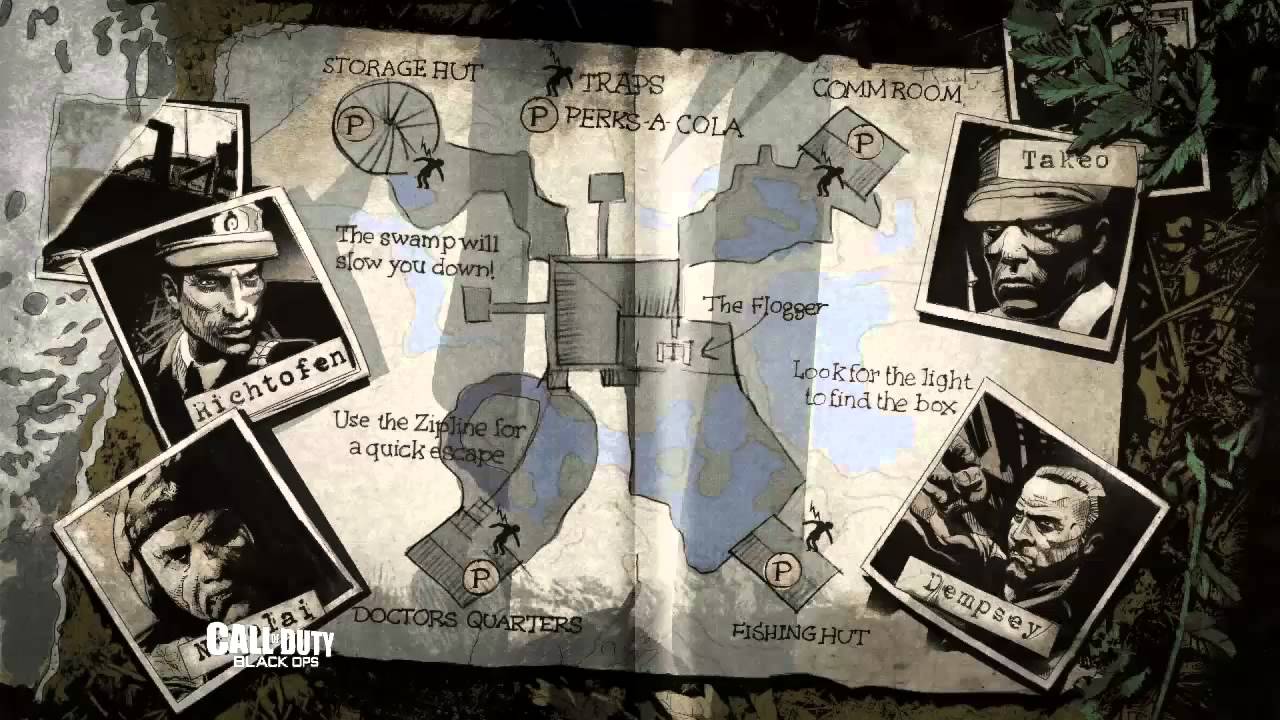 STORAGE HUT
TRAPS
P PERKS-A-COLA
COMM ROOM
P
P
Takeo
The swamp will
slow you down!
The Flogger
Richtofen
Look for the light
to find the box
Use the Zipline for
a quick escape
P
P
Dempsey
DOCTORS QUARTERS
FISHING HUT
CALL OF DUTY
BLACK OPS